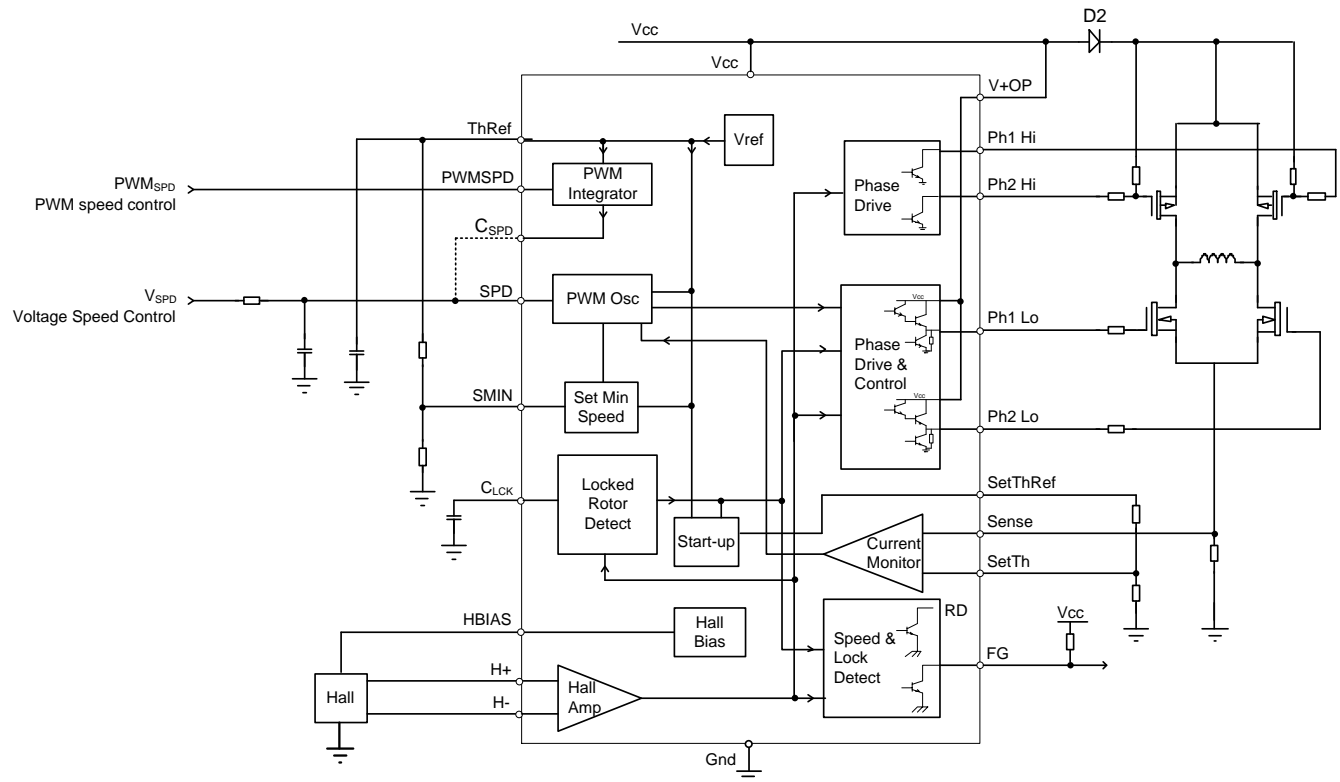 D2
Vcc
Vcc
V+OP
ThRef
Vref
Ph1 Hi
PWMSPD
PWM speed control
PWMSPD
PWM
Integrator
Phase
Drive
Ph2 Hi
CSPD
VSPD
Voltage Speed Control
SPD
PWM Osc
Vcc
Ph1 Lo
Phase
Drive &
Control
SMIN
Set Min
Speed
Vcc
Ph2 Lo
CLCK
Locked
Rotor
Detect
SetThRef
Start-up
Current
Monitor
Sense
SetTh
HBIAS
Hall
Bias
RD
Vcc
Speed &
Lock
Detect
FG
H+
Hall
H-
Hall
Amp
Gnd